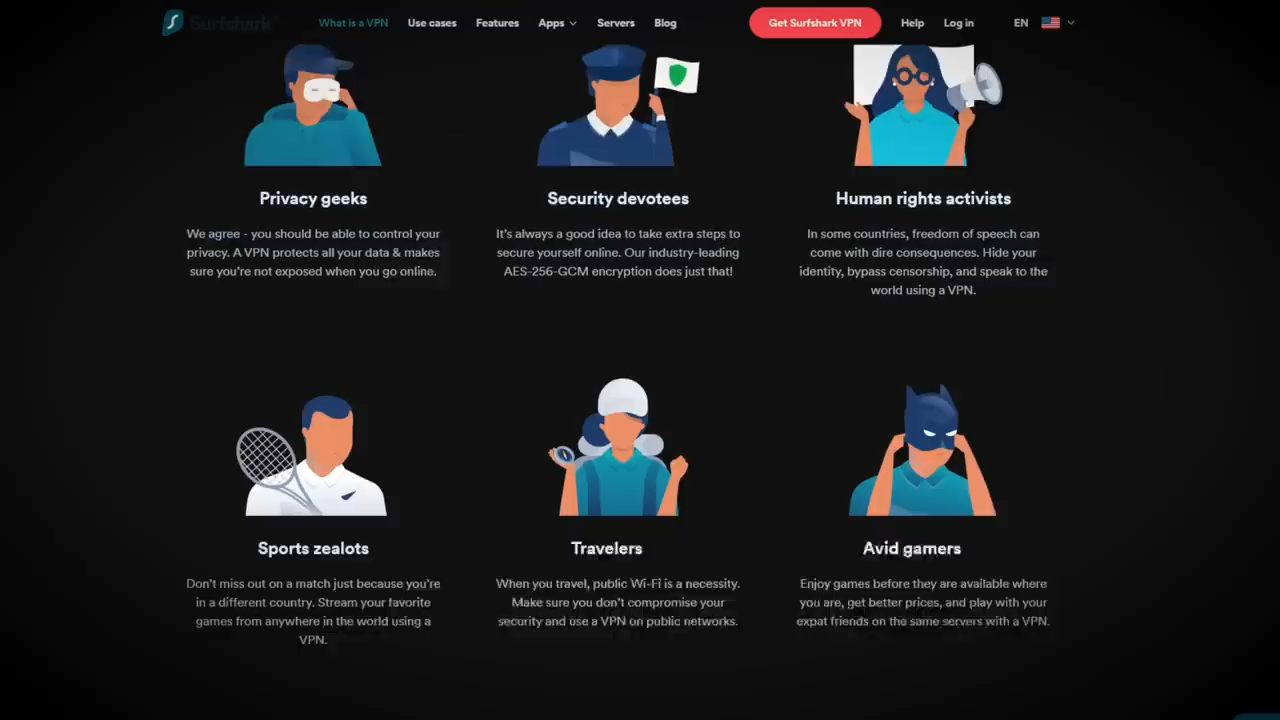 Surfshark
What is a VPN
Use cases
Features
Apps
Servers
Blog
Get Surfshark VPN
Help
Log in
EN
Privacy geeks
We agree - you should be able to control your
privacy. A VPN protects all your data & makes
sure you're not exposed when you go online.
Security devotees
It's always a good idea to take extra steps to
secure yourself online. Our industry-leading
AES-256-GCM encryption does just that!
Human rights activists
In some countries, freedom of speech can
come with dire consequences. Hide your
identity, bypass censorship, and speak to the
world using a VPN.
Sports zealots
Don't miss out on a match just because you're
in a different country. Stream your favorite
games from anywhere in the world using a
VPN.
Travelers
When you travel, public Wi-Fi is a necessity.
Make sure you don't compromise your
security and use a VPN on public networks.
Avid gamers
Enjoy games before they are available where
you are, get better prices, and play with your
expat friends on the same servers with a VPN.